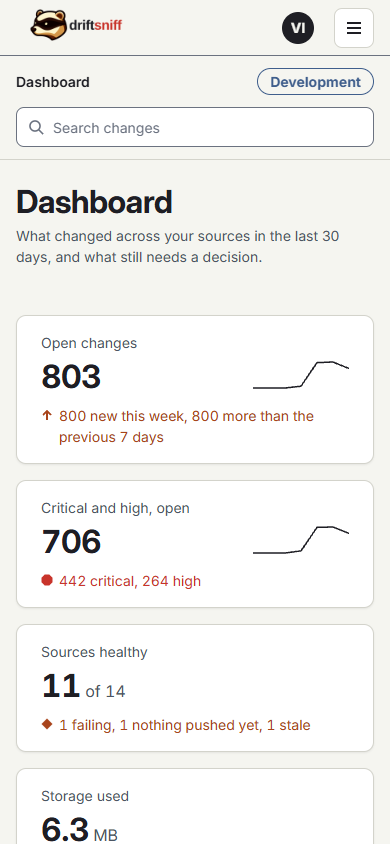 driftsniff
VI
Dashboard
Development
Search changes
Dashboard
What changed across your sources in the last 30
days, and what still needs a decision.
Open changes
803
800 new this week, 800 more than the
previous 7 days
Critical and high, open
706
442 critical, 264 high
Sources healthy
11 of 14
1 failing, 1 nothing pushed yet, 1 stale
Storage used
6.3 MB